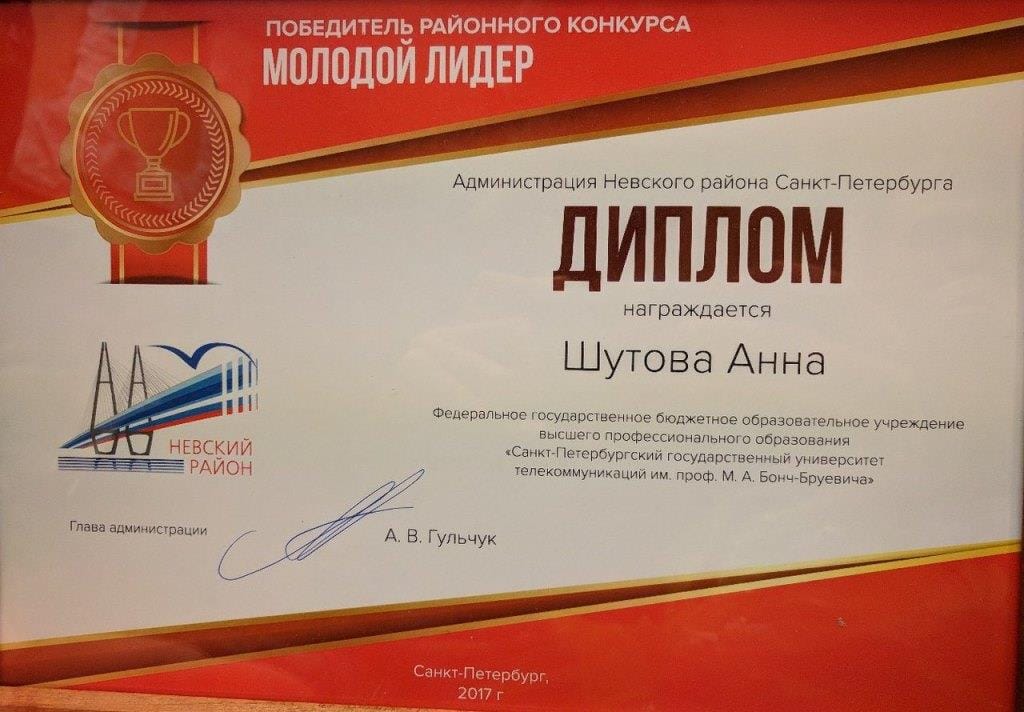 ПОБЕДИТЕЛЬ РАЙОННОГО КОНКУРСА
МОЛОДОЙ ЛИДЕР
Администрация Невского района Санкт-Петербурга
ДИПЛОМ
награждается
Шутова Анна
Федеральное государственное бюджетное образовательное учреждение
высшего профессионального образования
«Санкт-Петербургский государственный университет
телекоммуникаций им. проф. М. А. Бонч-Бруевича»
НЕВСКИЙ
РАЙОН
Глава администрации
А. В. Гульчук
Санкт-Петербург,
2017 г